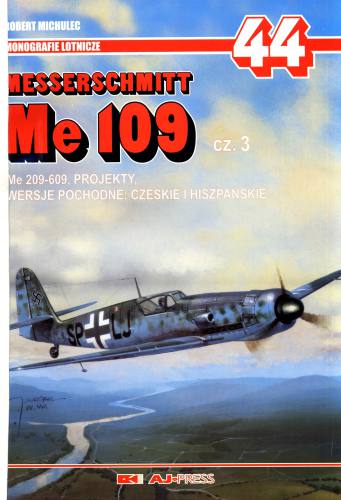 ROBERT MICHULEC
44
MONOGRAFIE LOTNICZE
MESSERSCHMITT
Me 109
cz. 3
Me 209-609, PROJEKTY,
WERSJE POCHODNE: CZESKIE I HISZPAŃSKIE
SP LJ
AJ-PRESS